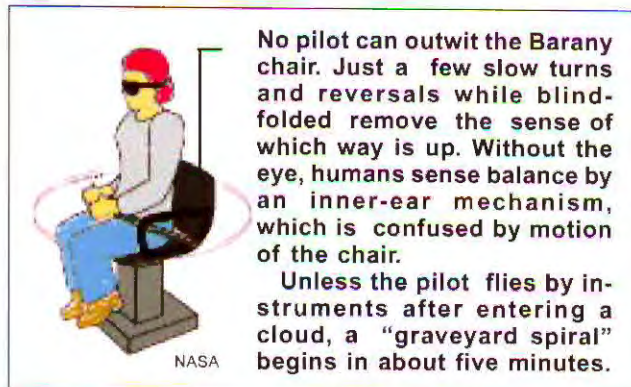 No pilot can outwit the Barany
chair. Just a few slow turns
and reversals while blind-
folded remove the sense of
which way is up. Without the
eye, humans sense balance by
an inner-ear mechanism,
which is confused by motion
of the chair.
Unless the pilot flies by in-
struments after entering a
cloud, a "graveyard spiral"
begins in about five minutes.
NASA